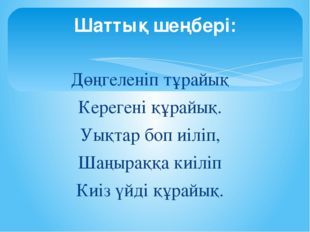 Шаттық шеңбері:
Дөңгеленіп тұрайық
Керегені құрайық.
Уықтар боп иіліп,
Шаңыраққа киіліп
Киіз үйді құрайық.